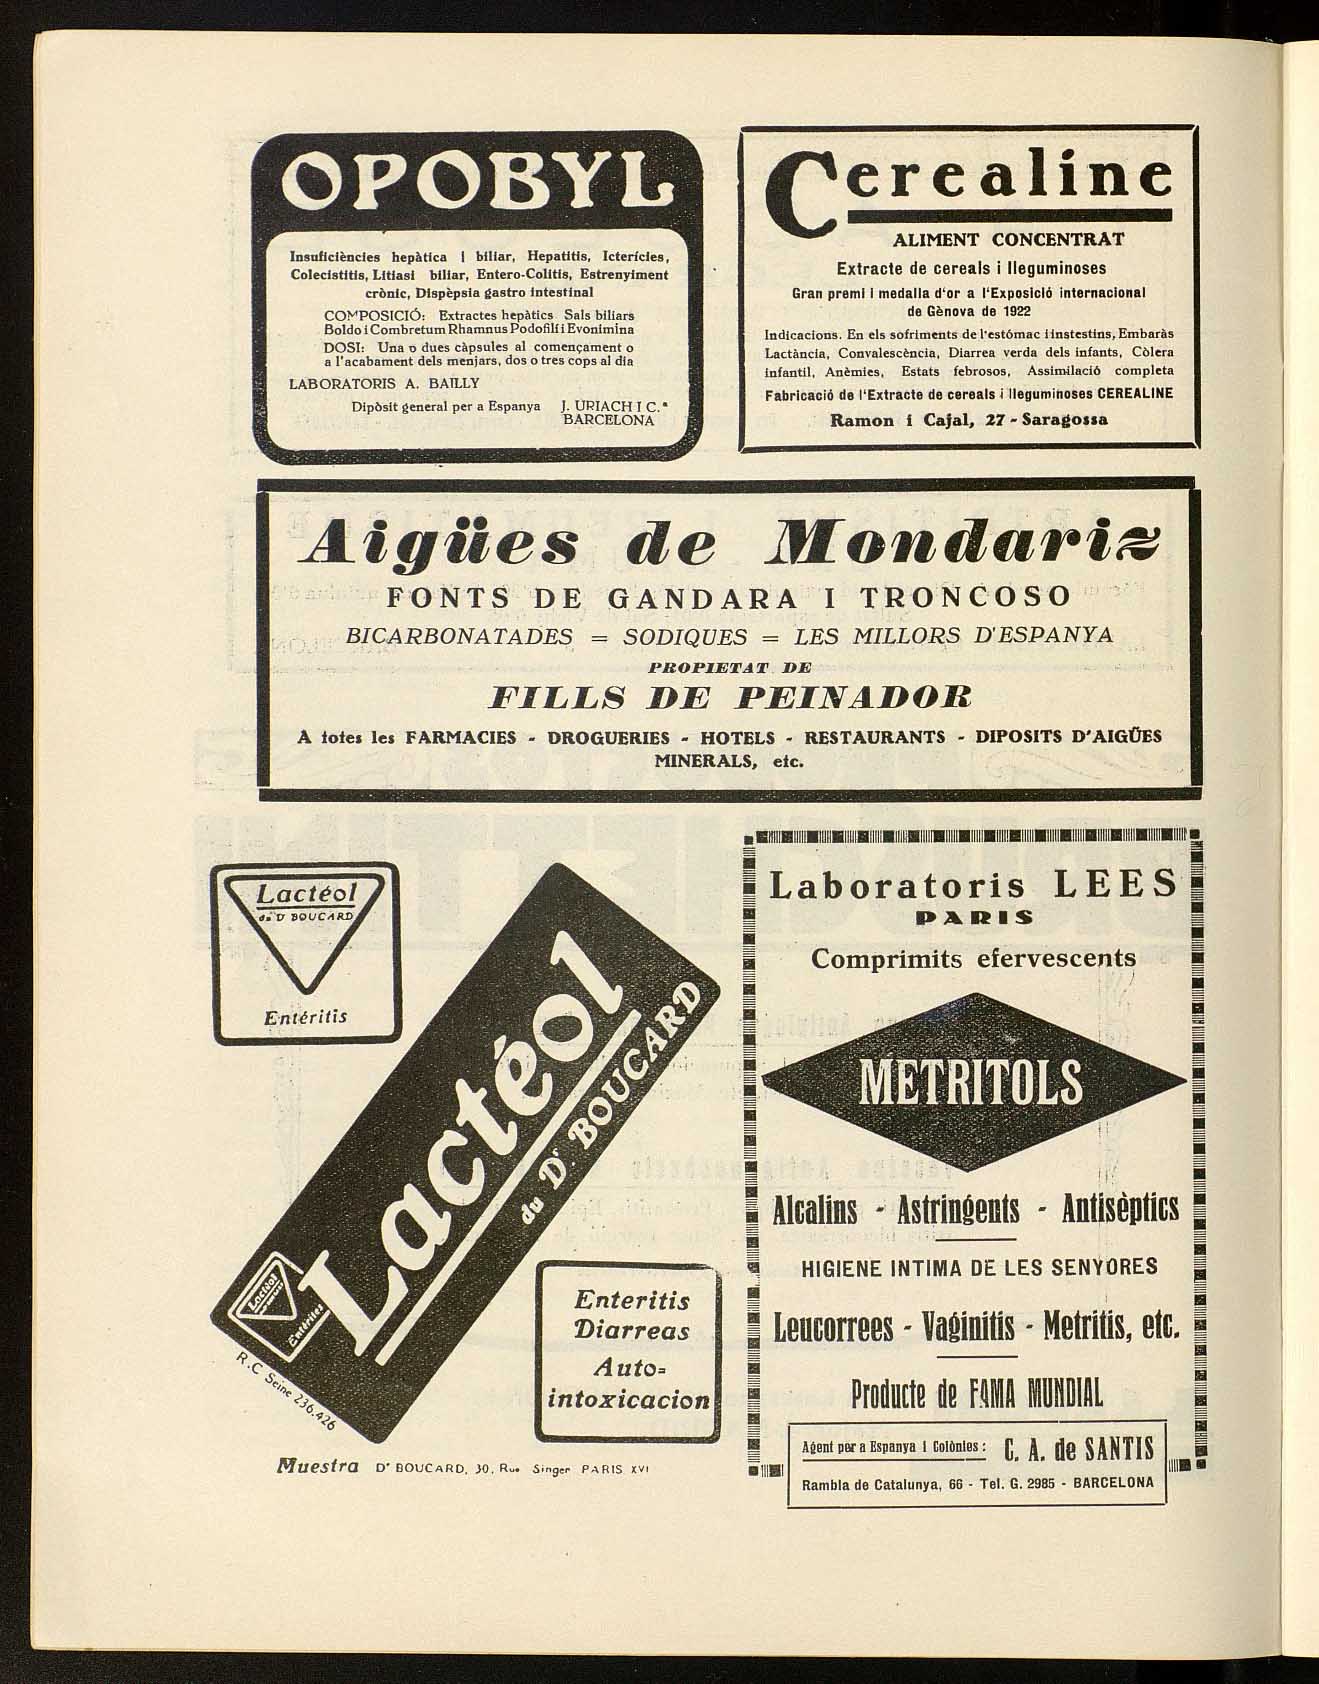 OPOBYL
Insuficiències hepàtica i biliar, Hepatitis, Icterícies,
Colecistitis, Litiasi biliar, Entero-Colitis, Estrenyiment
crònic, Dispèpsia gastro intestinal
COMPOSICIÓ: Extractes hepàtics Sals biliars
Boldo i Combretum Rhamnus Podofilí i Evonimina
DOSI: Una o dues càpsules al començament o
a l'acabament dels menjars, dos o tres cops al dia
LABORATORIS A. BAILLY
Dipòsit general per a Espanya J. URIACH I C.ª
BARCELONA
Cerealine
ALIMENT CONCENTRAT
Extracte de cereals i lleguminoses
Gran premi i medalla d'or a l'Exposició internacional
de Gènova de 1922
Indicacions. En els sofriments de l'estómac i instestins, Embaràs
Lactància, Convalescència, Diarrea verda dels infants, Còlera
infantil, Anèmies, Estats febrosos, Assimilació completa
Fabricació de l'Extracte de cereals i lleguminoses CEREALINE
Ramon i Cajal, 27 - Saragossa
Aigües de Mondariz
FONTS DE GANDARA I TRONCOSO
BICARBONATADES = SODIQUES = LES MILLORS D'ESPANYA
PROPIETAT DE
FILLS DE PEINADOR
A totes les FARMACIES - DROGUERIES - HOTELS - RESTAURANTS - DIPOSITS D'AIGÜES
MINERALS, etc.
Lactéol
du Dr BOUCARD
Entéritis
Lactéol
du Dr. BOUCARD
Lactéol
Entérites
R.C Seine 236.426
Enteritis
Diarreas
Auto=
intoxicacion
Muestra Dr BOUCARD, 30, Rue Singer PARIS XVI
Laboratoris LEES
PARIS
Comprimits efervescents
METRITOLS
Alcalins - Astringents - Antisèptics
HIGIENE INTIMA DE LES SENYORES
Leucorrees - Vaginitis - Metritis, etc.
Producte de FAMA MUNDIAL
Agent per a Espanya i Colònies: C. A. de SANTIS
Rambla de Catalunya, 66 - Tel. G. 2985 - BARCELONA